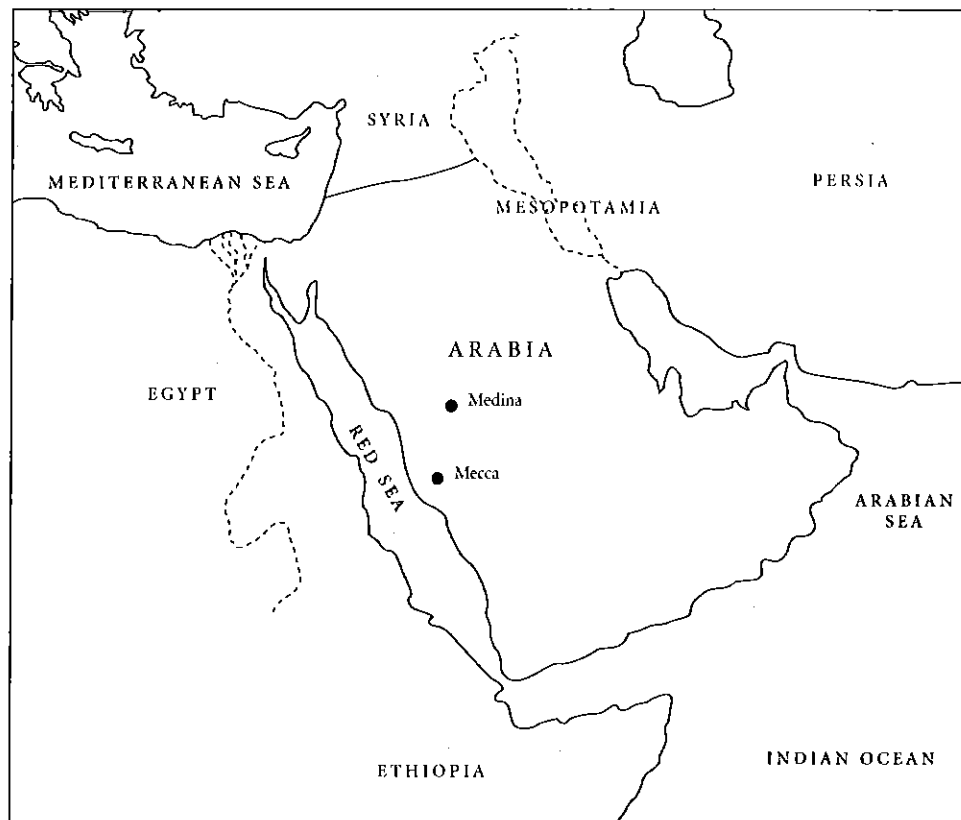 SYRIA
MEDITERRANEAN SEA
PERSIA
MESOPOTAMIA
ARABIA
EGYPT
Medina
RED SEA
Mecca
ARABIAN
SEA
ETHIOPIA
INDIAN OCEAN